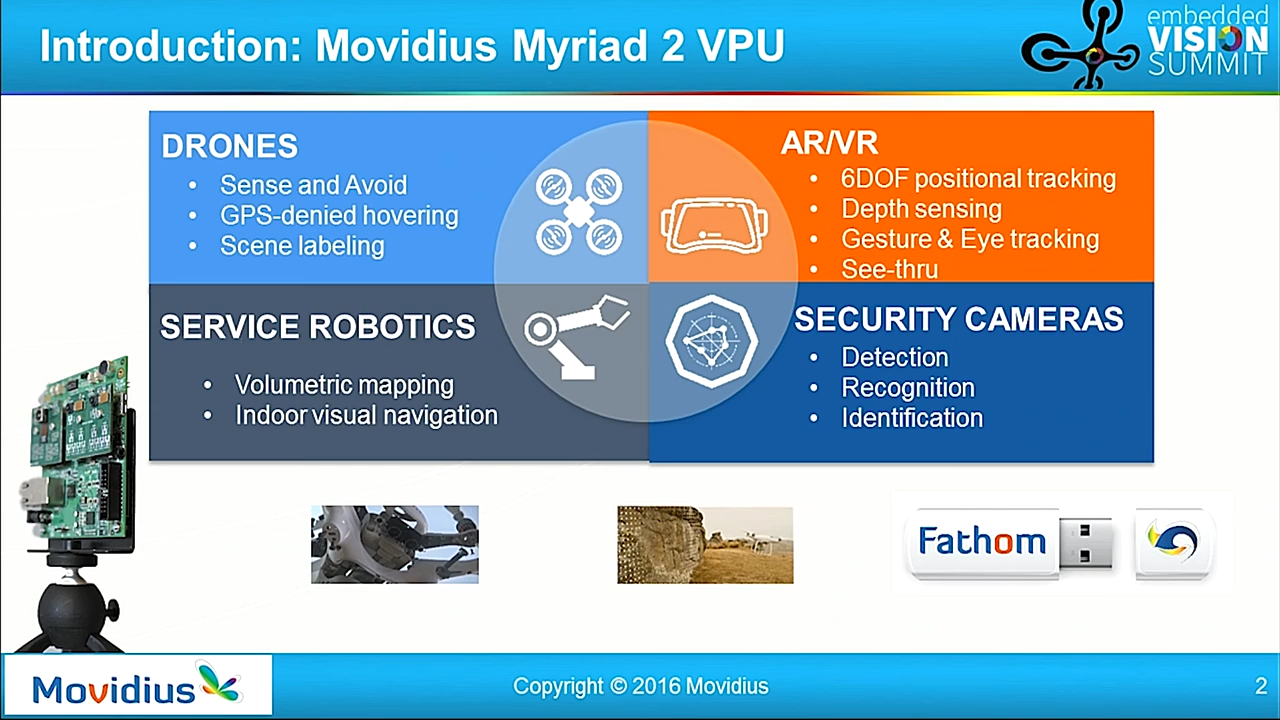 Introduction: Movidius Myriad 2 VPU
embedded
VISION
SUMMIT
DRONES
• Sense and Avoid
• GPS-denied hovering
• Scene labeling
AR/VR
• 6DOF positional tracking
• Depth sensing
• Gesture & Eye tracking
• See-thru
SERVICE ROBOTICS
• Volumetric mapping
• Indoor visual navigation
SECURITY CAMERAS
• Detection
• Recognition
• Identification
Fathom
Movidius
Copyright © 2016 Movidius
2